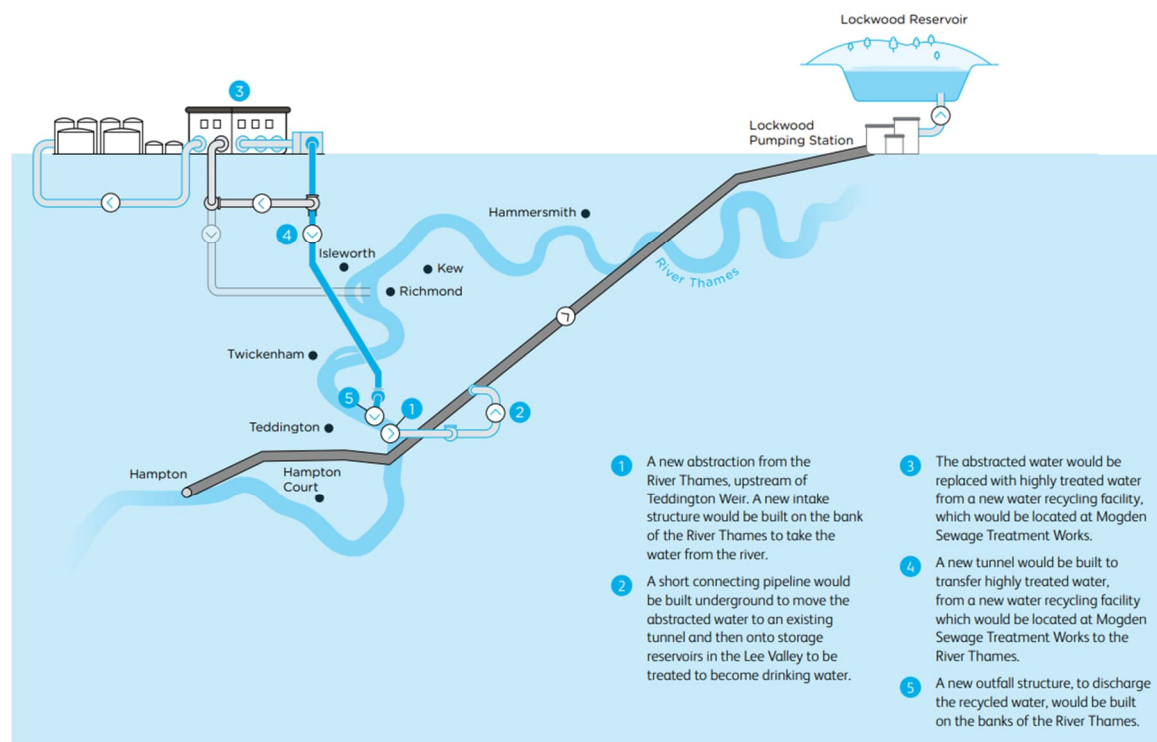 Lockwood Reservoir
3
Lockwood
Pumping Station
Hammersmith
4
Isleworth
Kew
River Thames
Richmond
Twickenham
5
1
2
Teddington
Hampton
Hampton
Court
1
A new abstraction from the
River Thames, upstream of
Teddington Weir. A new intake
structure would be built on the bank
of the River Thames to take the
water from the river.
2
A short connecting pipeline would
be built underground to move the
abstracted water to an existing
tunnel and then onto storage
reservoirs in the Lee Valley to be
treated to become drinking water.
3
The abstracted water would be
replaced with highly treated water
from a new water recycling facility,
which would be located at Mogden
Sewage Treatment Works.
4
A new tunnel would be built to
transfer highly treated water,
from a new water recycling facility
which would be located at Mogden
Sewage Treatment Works to the
River Thames.
5
A new outfall structure, to discharge
the recycled water, would be built
on the banks of the River Thames.